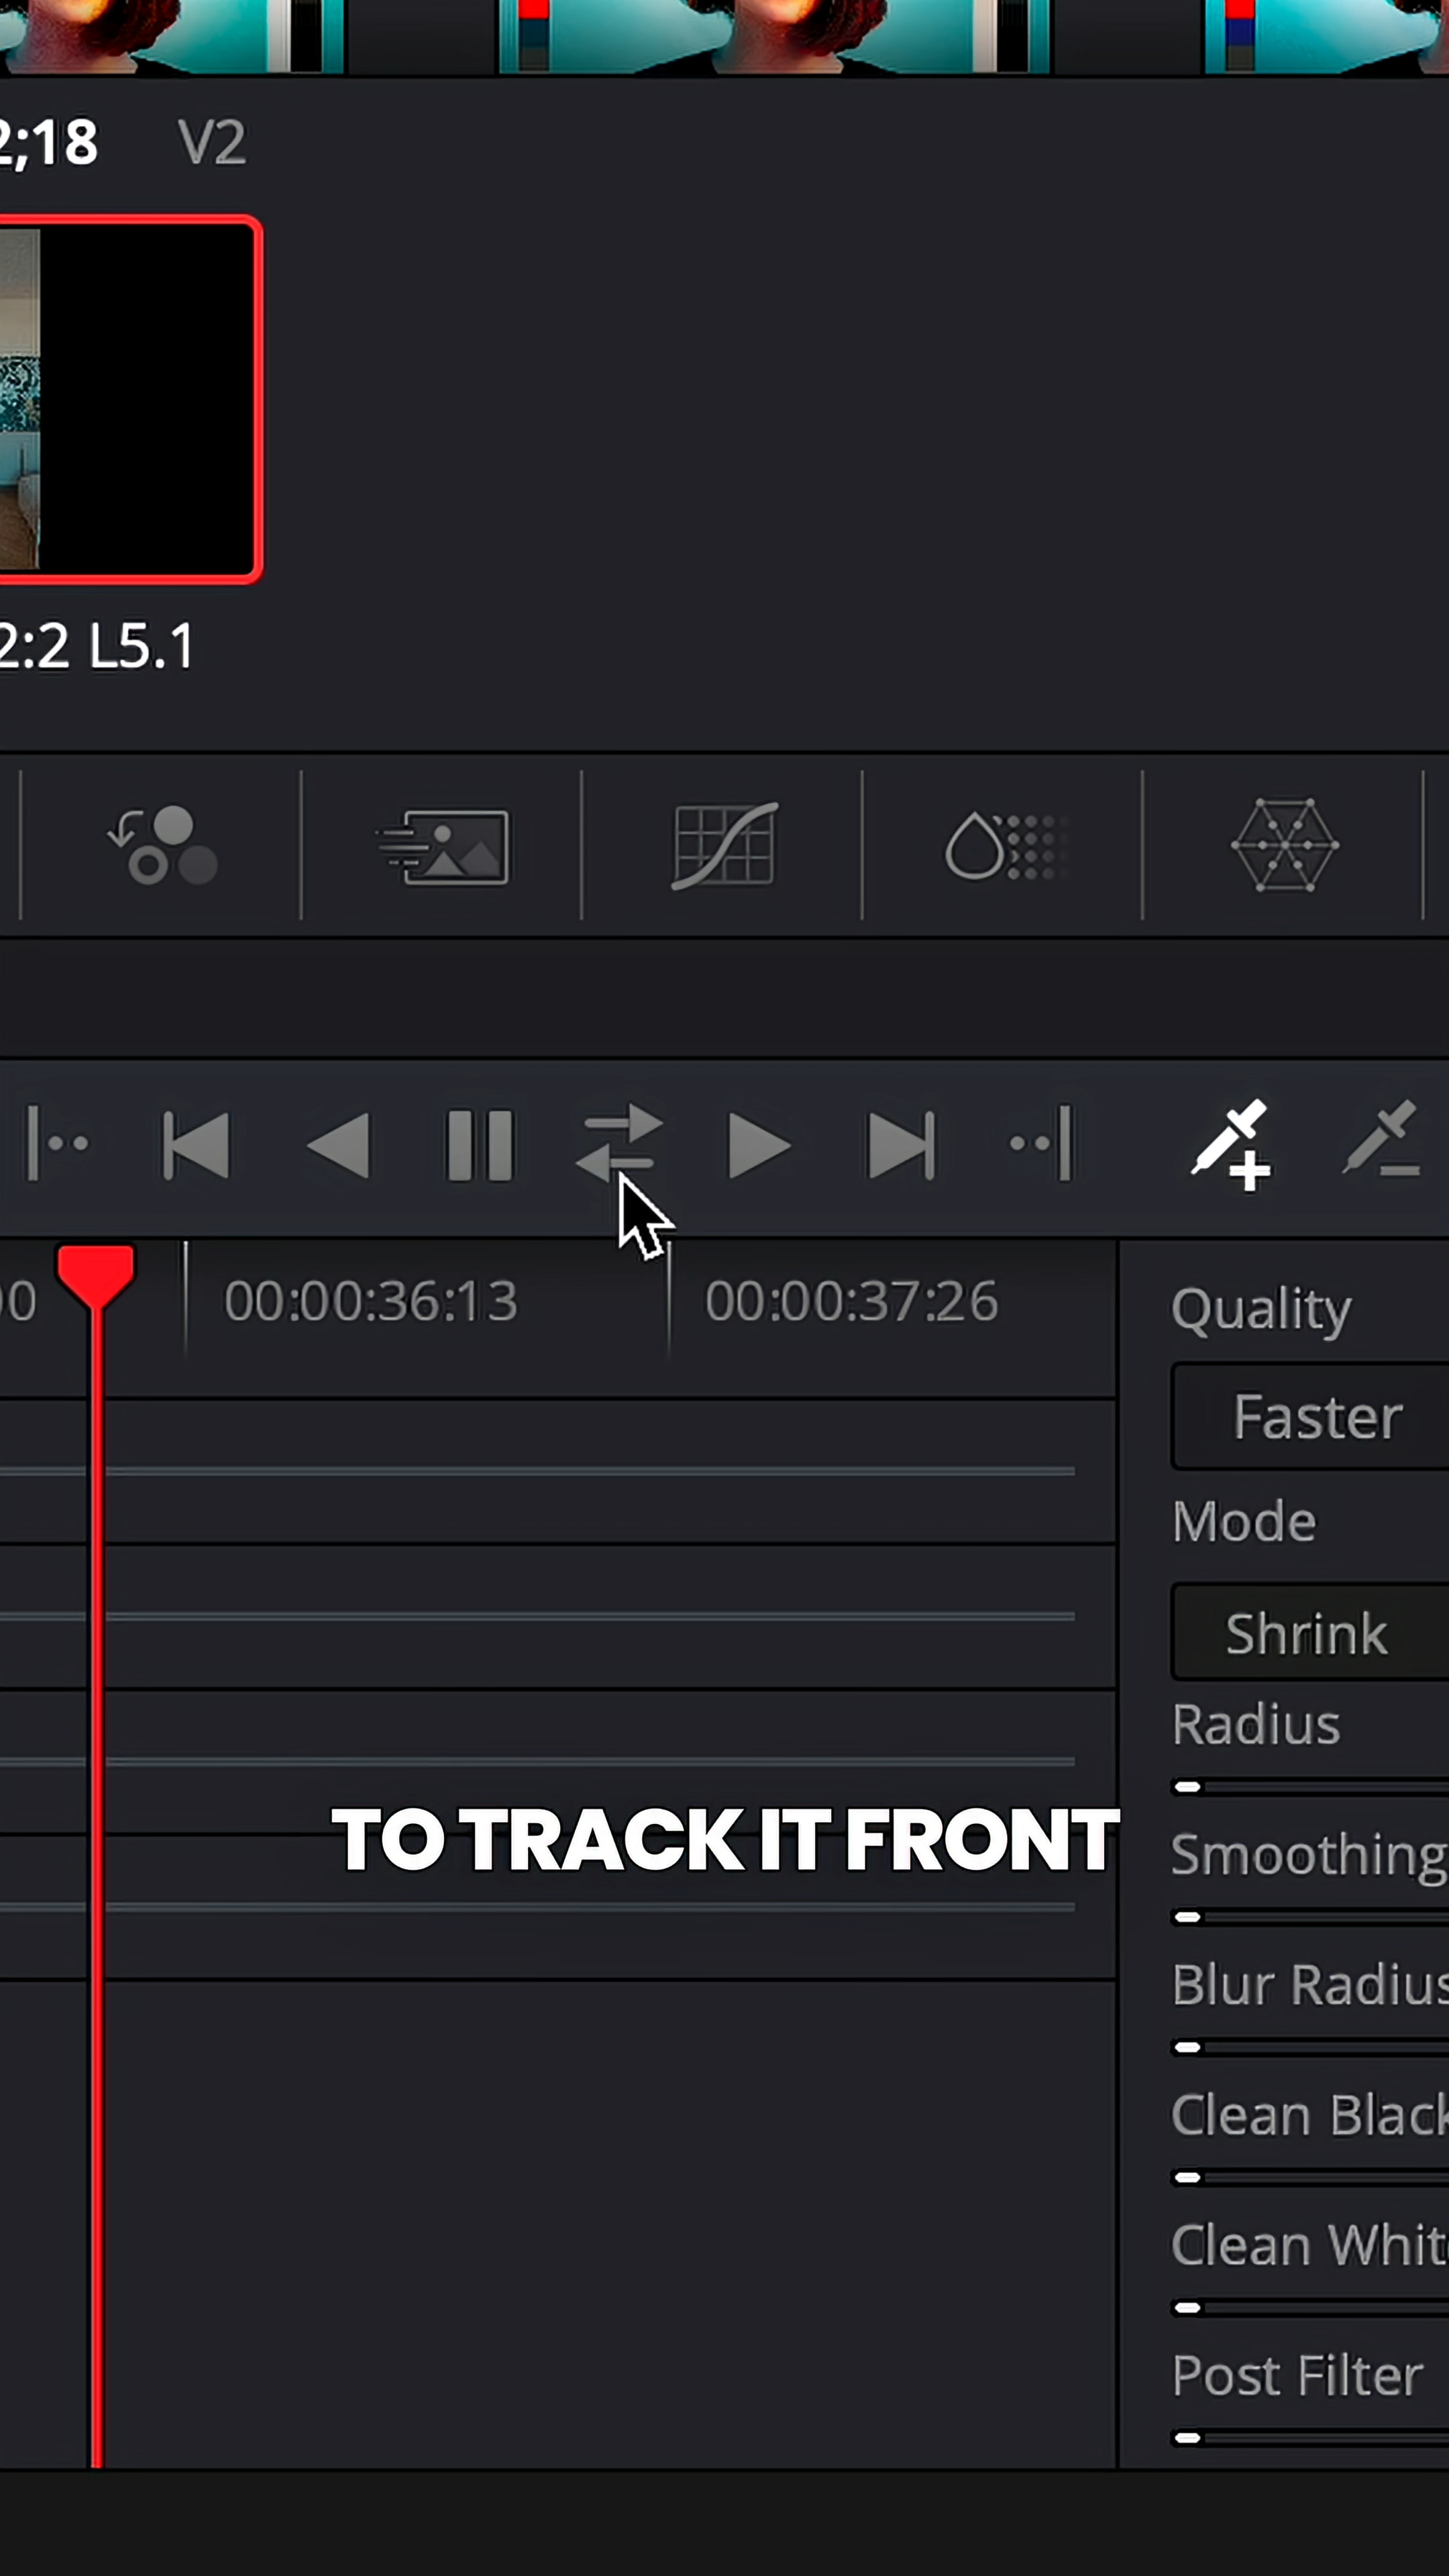 2;18 V2
2:2 L5.1
00:00:36:13 00:00:37:26
Quality
Faster
Mode
Shrink
Radius
TO TRACK IT FRONT
Smoothing
Blur Radius
Clean Black
Clean White
Post Filter